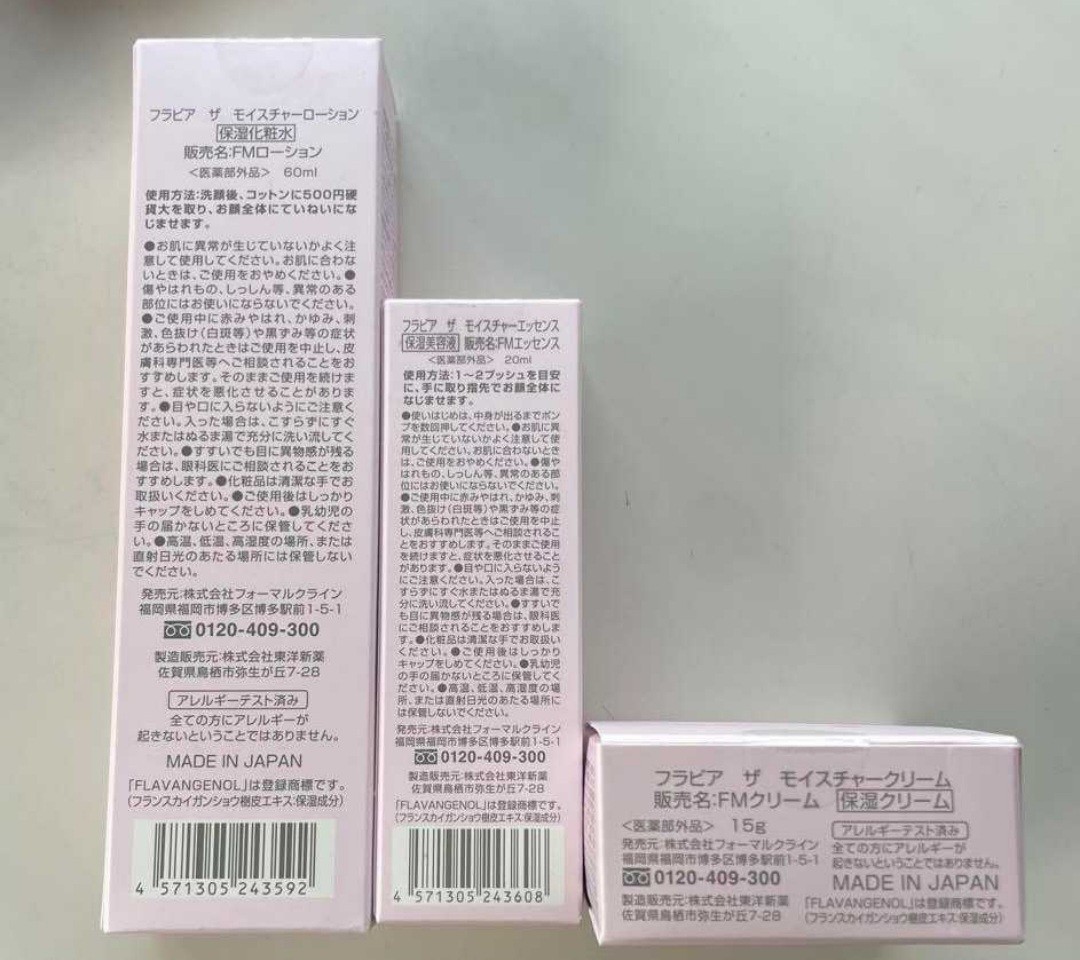 フラビア ザ モイスチャーローション
保湿化粧水
販売名:FMローション
<医薬部外品> 60ml
使用方法:洗顔後、コットンに500円硬
貨大を取り、お顔全体にていねいにな
じませます。
●お肌に異常が生じていないかよく注
意して使用してください。お肌に合わな
いときは、ご使用をおやめください。●
傷やはれもの、しっしん等、異常のある
部位にはお使いにならないでください。
●ご使用中に赤みやはれ、かゆみ、刺
激、色抜け(白斑等)や黒ずみ等の症状
があらわれたときはご使用を中止し、皮
膚科専門医等へご相談されることをお
すすめします。そのままご使用を続けま
すと、症状を悪化させることがありま
す。●目や口に入らないようにご注意く
ださい。入った場合は、こすらずにすぐ
水またはぬるま湯で充分に洗い流してく
ださい。●すすいでも目に異物感が残る
場合は、眼科医にご相談されることをお
すすめします。●化粧品は清潔な手でお
取扱いください。●ご使用後はしっかり
キャップをしめてください。●乳幼児の
手の届かないところに保管してくださ
い。●高温、低温、高湿度の場所、または
直射日光のあたる場所には保管しない
でください。
発売元:株式会社フォーマルクライン
福岡県福岡市博多区博多駅前1-5-1
0120-409-300
製造販売元:株式会社東洋新薬
佐賀県鳥栖市弥生が丘7-28
アレルギーテスト済み
全ての方にアレルギーが
起きないということではありません。
MADE IN JAPAN
「FLAVANGENOL」は登録商標です。
(フランスカイガンショウ樹皮エキス:保湿成分)
4 571305 243592
フラビア ザ モイスチャーエッセンス
保湿美容液 販売名:FMエッセンス
<医薬部外品> 20ml
使用方法:1~2プッシュを目安
に、手に取り指先でお顔全体に
なじませます。
●使いはじめは、中身が出るまでポン
プを数回押してください。●お肌に異
常が生じていないかよく注意して使
用してください。お肌に合わないとき
は、ご使用をおやめください。●傷や
はれもの、しっしん等、異常のある部
位にはお使いにならないでください。
●ご使用中に赤みやはれ、かゆみ、刺
激、色抜け(白斑等)や黒ずみ等の症
状があらわれたときはご使用を中止
し、皮膚科専門医等へご相談されるこ
とをおすすめします。そのままご使用
を続けますと、症状を悪化させること
があります。●目や口に入らないよう
にご注意ください。入った場合は、こ
すらずにすぐ水またはぬるま湯で充
分に洗い流してください。●すすいで
も目に異物感が残る場合は、眼科医
にご相談されることをおすすめしま
す。●化粧品は清潔な手でお取扱い
ください。●ご使用後はしっかり
キャップをしめてください。●乳幼児
の手の届かないところに保管してく
ださい。●高温、低温、高湿度の場
所、または直射日光のあたる場所に
は保管しないでください。
発売元:株式会社フォーマルクライン
福岡県福岡市博多区博多駅前1-5-1
0120-409-300
製造販売元:株式会社東洋新薬
佐賀県鳥栖市弥生が丘7-28
「FLAVANGENOL」は登録商標です。
(フランスカイガンショウ樹皮エキス:保湿成分)
4 571305 243608
フラビア ザ モイスチャークリーム
販売名:FMクリーム 保湿クリーム
<医薬部外品> 15g
発売元:株式会社フォーマルクライン
福岡県福岡市博多区博多駅前1-5-1
0120-409-300
製造販売元:株式会社東洋新薬
佐賀県鳥栖市弥生が丘7-28
アレルギーテスト済み
全ての方にアレルギーが
起きないということではありません。
MADE IN JAPAN
「FLAVANGENOL」は登録商標です。
(フランスカイガンショウ樹皮エキス:保湿成分)